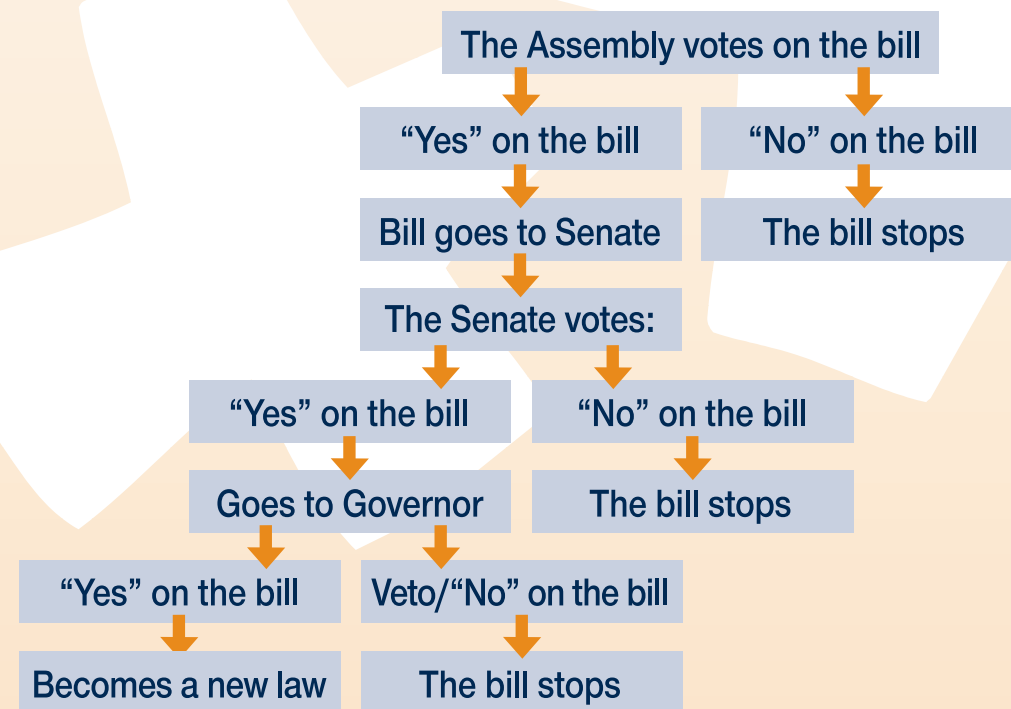 The Assembly votes on the bill
“Yes” on the bill
“No” on the bill
Bill goes to Senate
The bill stops
The Senate votes:
“Yes” on the bill
“No” on the bill
Goes to Governor
The bill stops
“Yes” on the bill
Veto/“No” on the bill
Becomes a new law
The bill stops